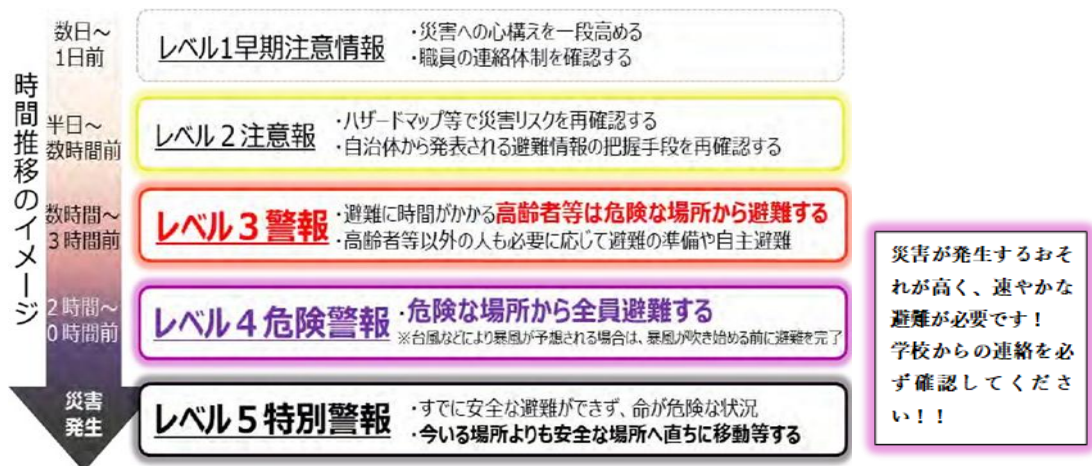 時間推移のイメージ
数日～
1日前
レベル1早期注意情報
・災害への心構えを一段高める
・職員の連絡体制を確認する
半日～
数時間前
レベル２注意報
・ハザードマップ等で災害リスクを再確認する
・自治体から発表される避難情報の把握手段を再確認する
数時間～
３時間前
レベル３警報
・避難に時間がかかる高齢者等は危険な場所から避難する
・高齢者等以外の人も必要に応じて避難の準備や自主避難
２時間～
０時間前
レベル４危険警報
・危険な場所から全員避難する
※台風などにより暴風が予想される場合は、暴風が吹き始める前に避難を完了
災害
発生
レベル５特別警報
・すでに安全な避難ができず、命が危険な状況
・今いる場所よりも安全な場所へ直ちに移動等する
災害が発生するおそ
れが高く、速やかな
避難が必要です！
学校からの連絡を必
ず確認してくださ
い！！